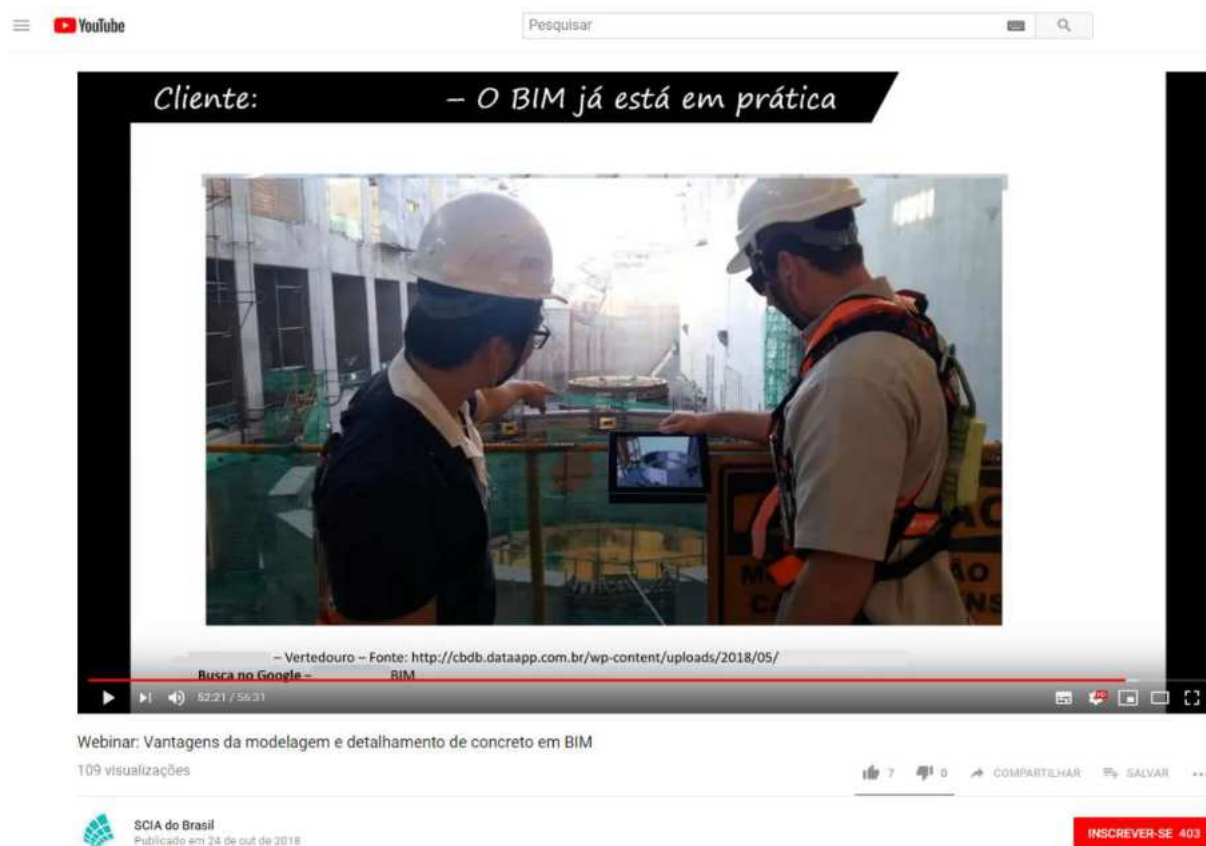 YouTube
Pesquisar
Cliente: – O BIM já está em prática
– Vertedouro – Fonte: http://cbdb.dataapp.com.br/wp-content/uploads/2018/05/
Busca no Google – BIM
52:21 / 56:31
HD
Webinar: Vantagens da modelagem e detalhamento de concreto em BIM
109 visualizações
7 0 COMPARTILHAR SALVAR
SCIA do Brasil
Publicado em 24 de out de 2018
INSCREVER-SE 403